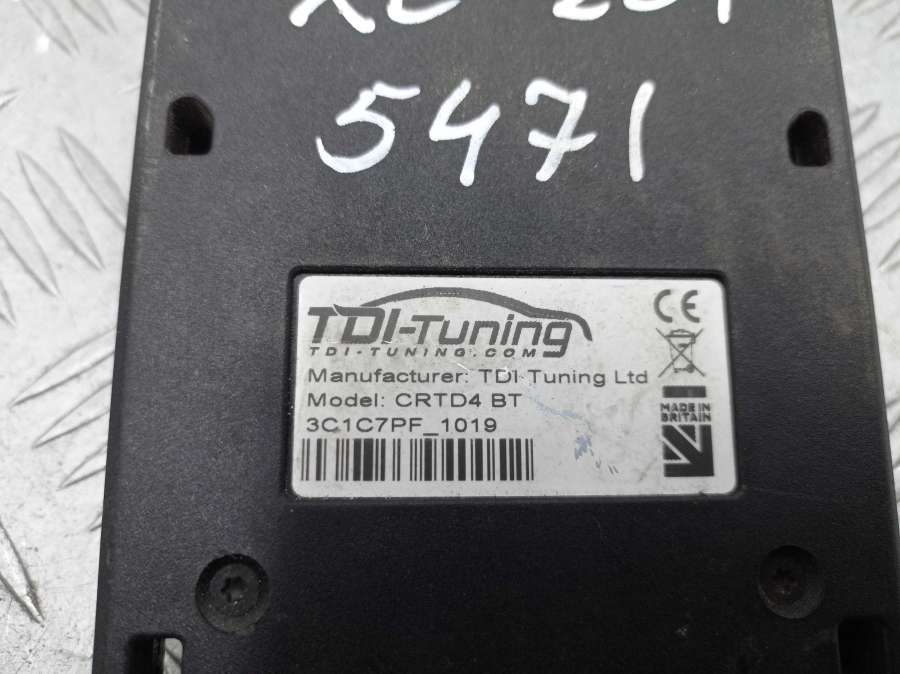 5471
TDI-Tuning
TDI-TUNING.COM
Manufacturer: TDI Tuning Ltd
Model: CRTD4 BT
3C1C7PF_1019
CE
MADE IN
BRITAIN